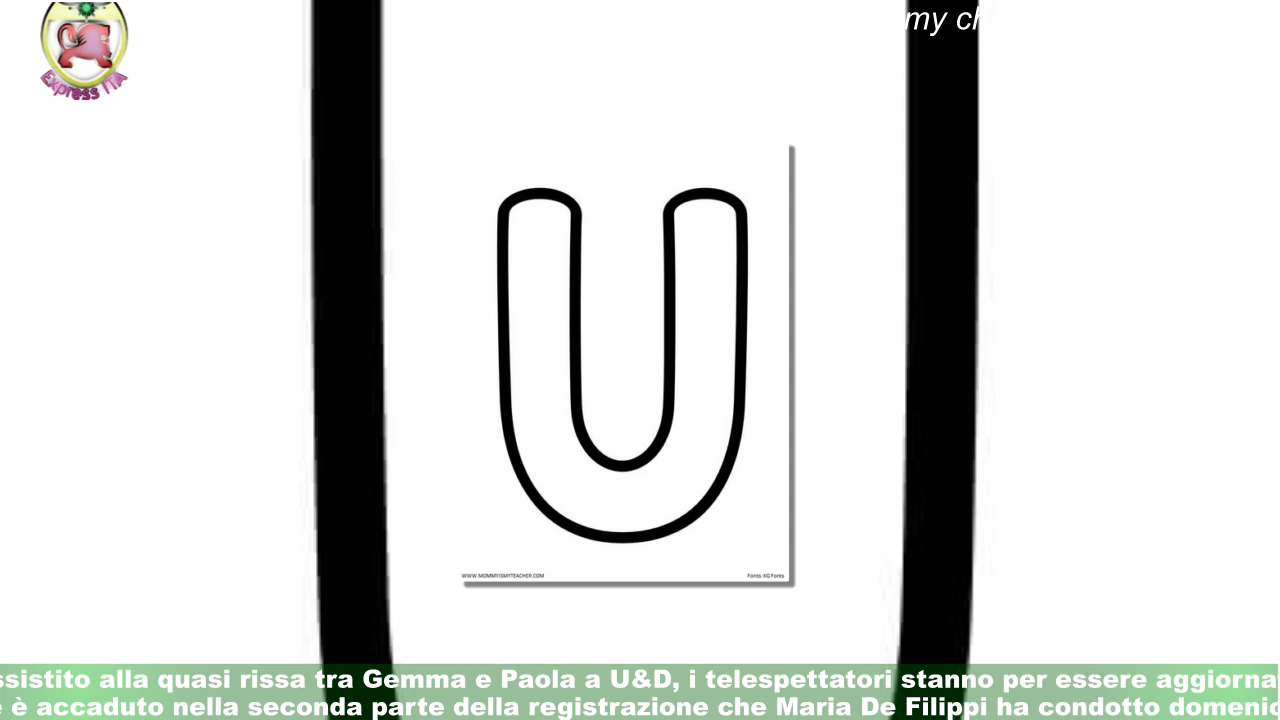 my
Express ITA
U
WWW.MOMMYISMYTEACHER.COM
Fonts: KG Fonts
ssistito alla quasi rissa tra Gemma e Paola a U&D, i telespettatori stanno per essere aggiorna
e è accaduto nella seconda parte della registrazione che Maria De Filippi ha condotto domenic